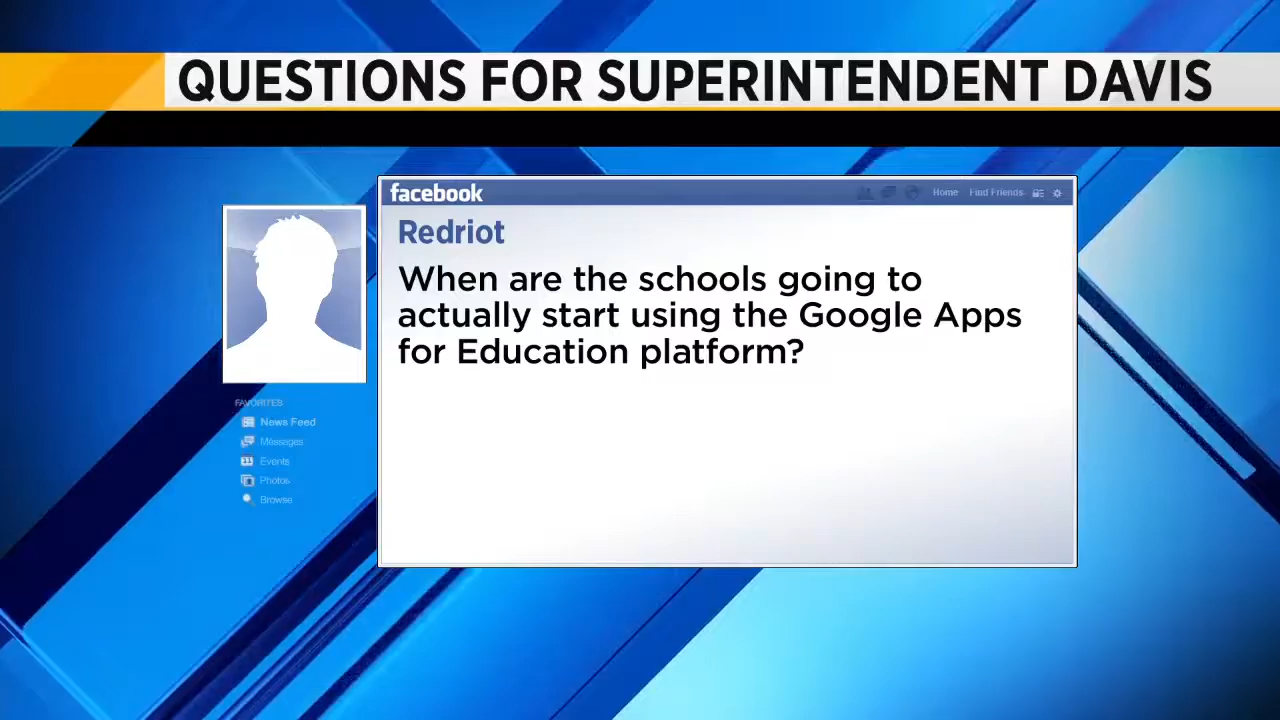 QUESTIONS FOR SUPERINTENDENT DAVIS
facebook
Home Find Friends
Redriot
When are the schools going to
actually start using the Google Apps
for Education platform?
FAVORITES
News Feed
Messages
Events
Photos
Browse